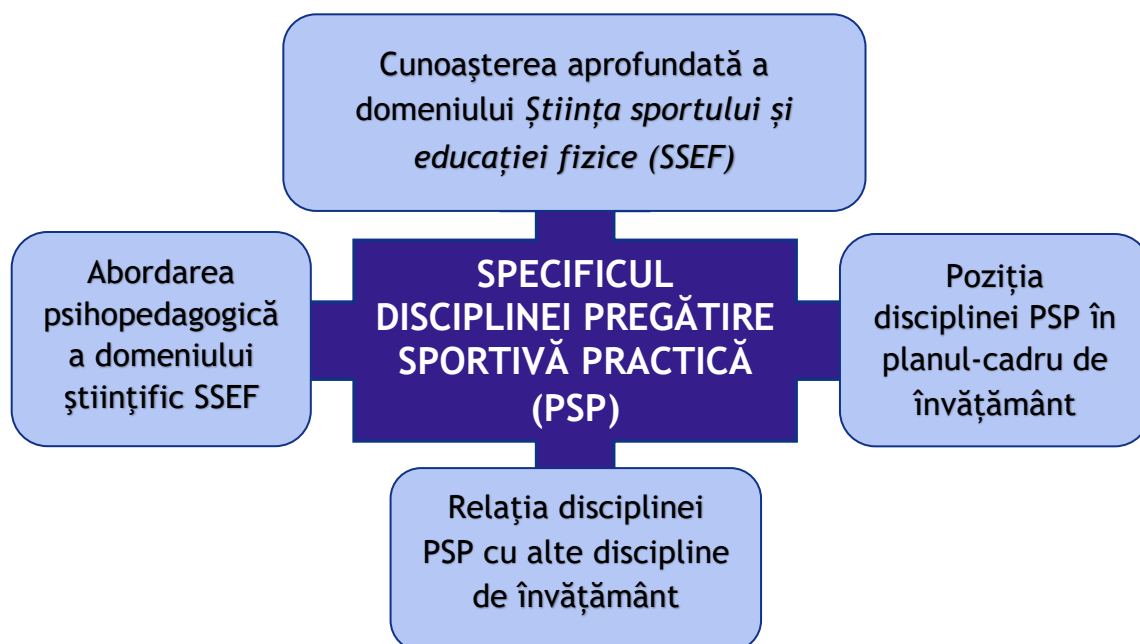 Cunoaşterea aprofundată a
domeniului Știința sportului și
educației fizice (SSEF)
Abordarea
psihopedagogică
a domeniului
ştiinţific SSEF
SPECIFICUL
DISCIPLINEI PREGĂTIRE
SPORTIVĂ PRACTICĂ
(PSP)
Poziția
disciplinei PSP în
planul-cadru de
învățământ
Relaţia disciplinei
PSP cu alte discipline
de învățământ